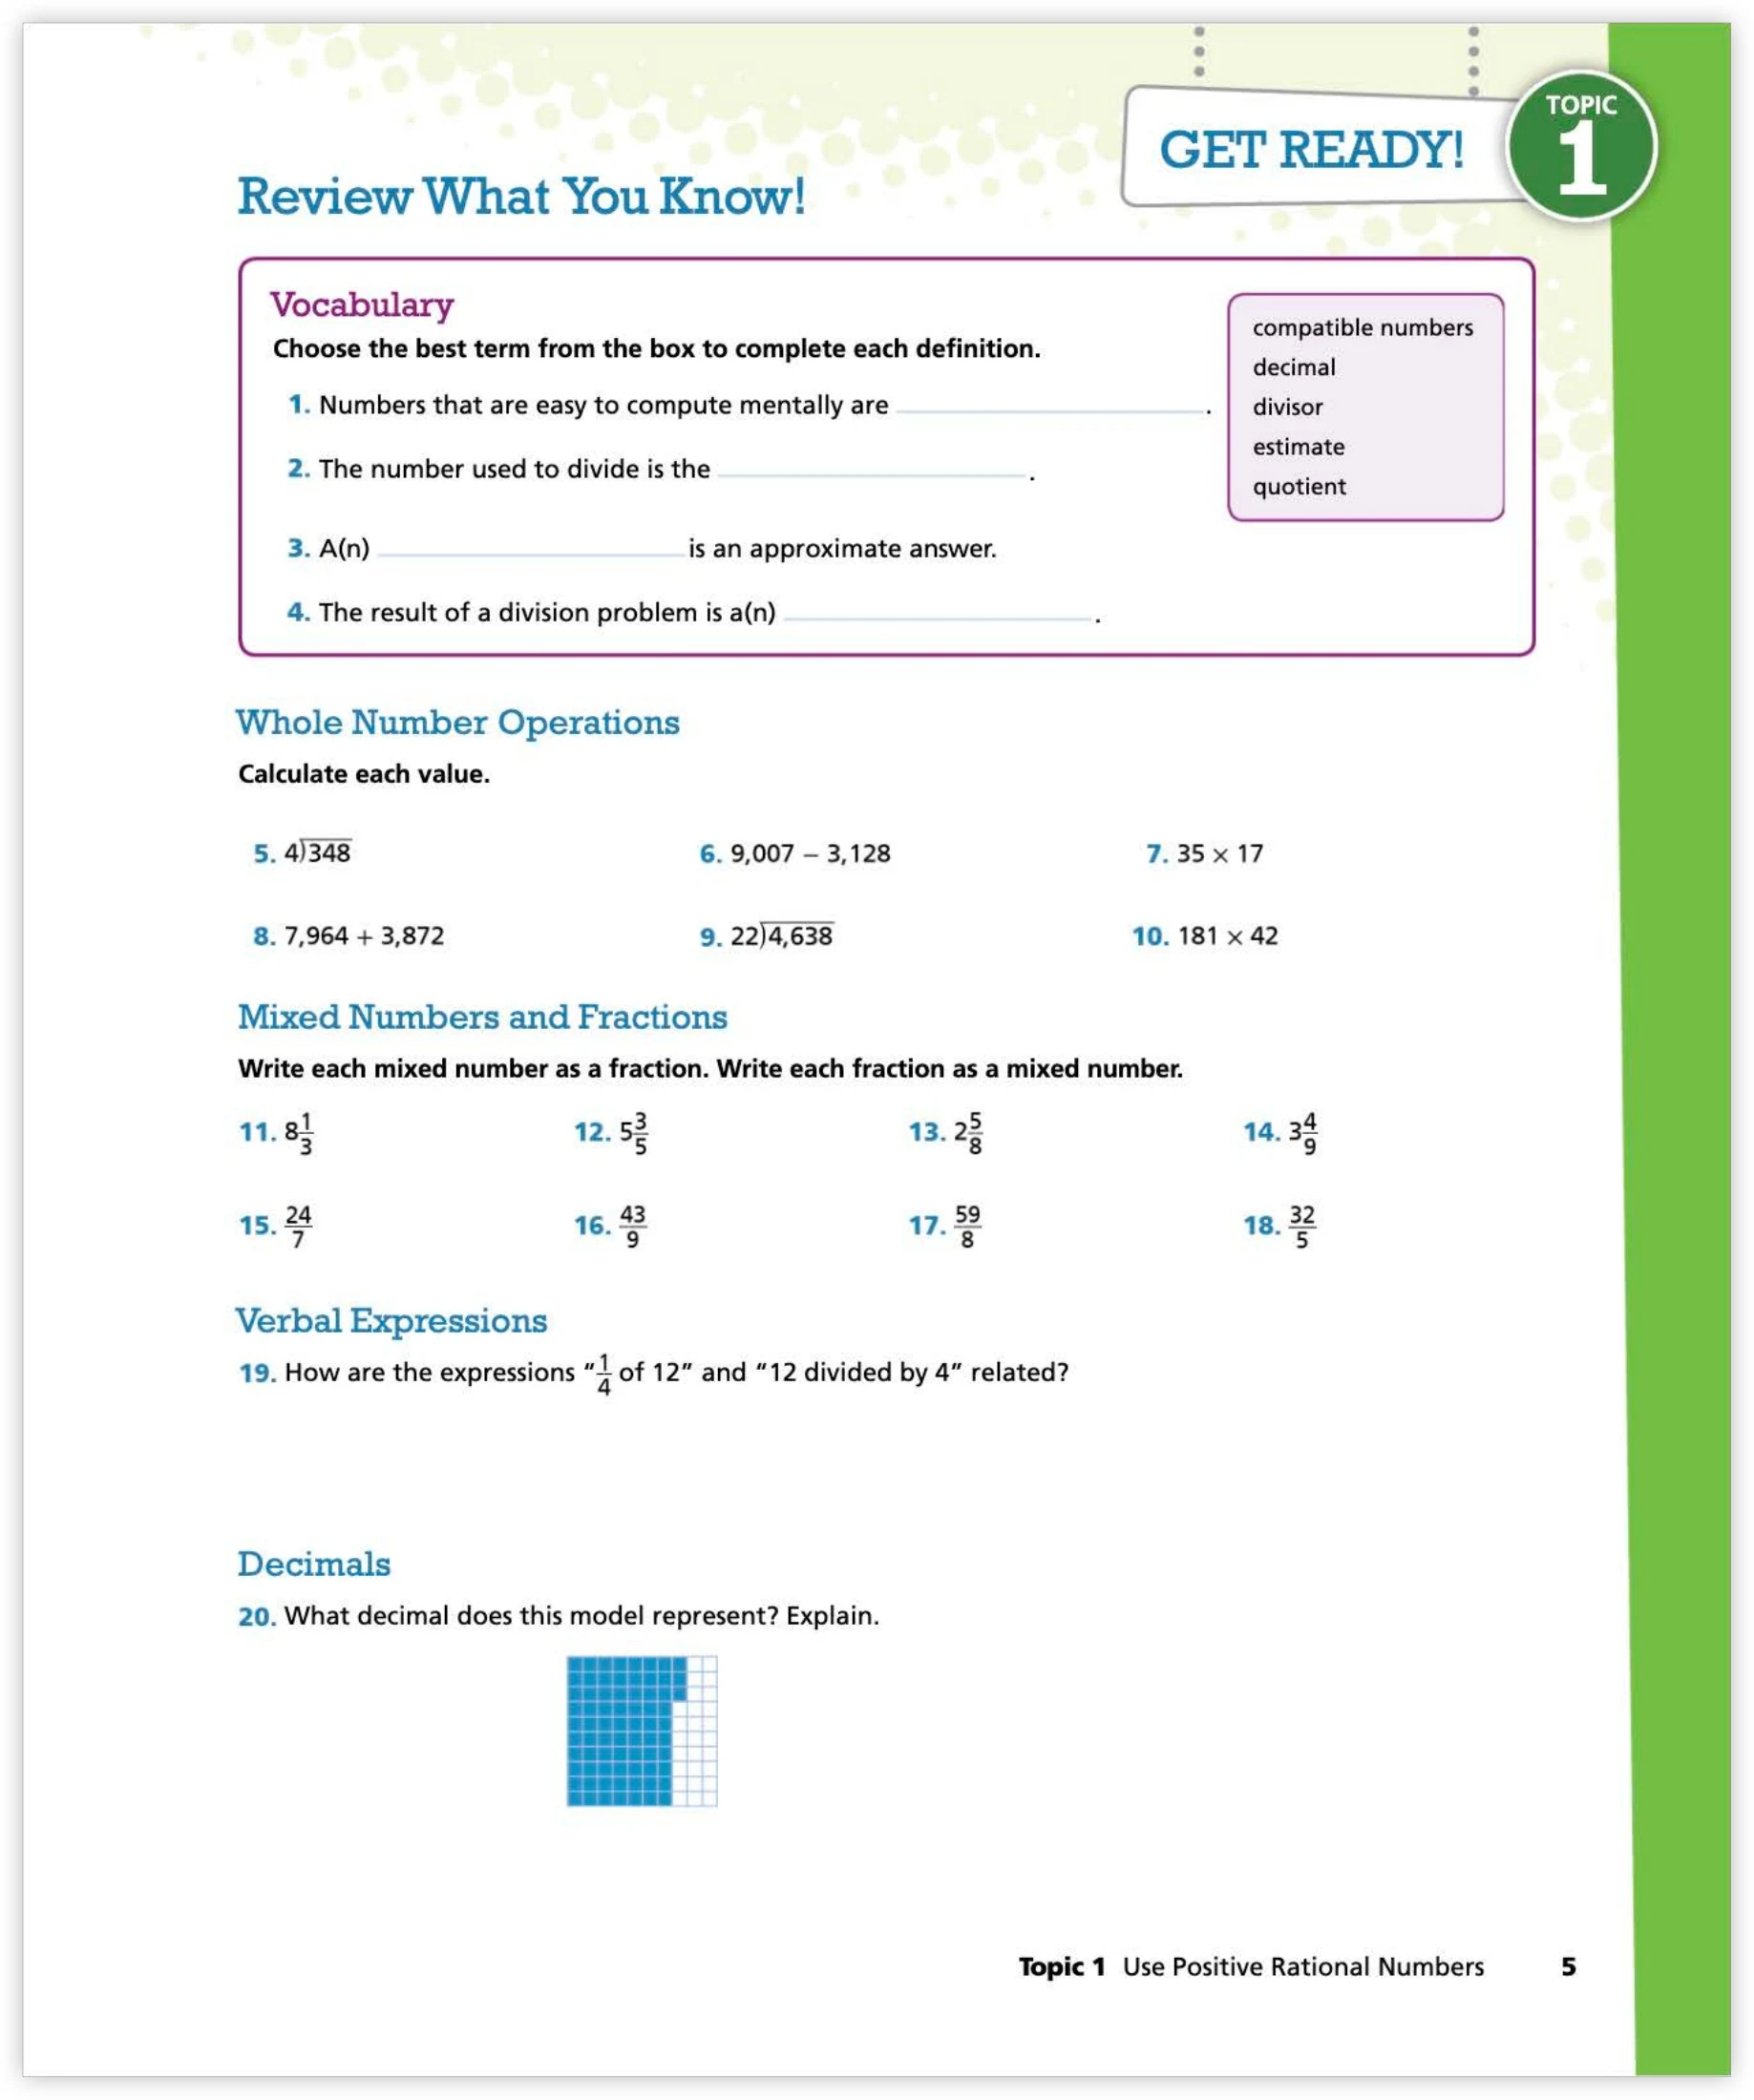 GET READY!
TOPIC
1
Review What You Know!
Vocabulary
Choose the best term from the box to complete each definition.
1. Numbers that are easy to compute mentally are ________.
2. The number used to divide is the ________.
3. A(n) ________ is an approximate answer.
4. The result of a division problem is a(n) ________.
compatible numbers
decimal
divisor
estimate
quotient
Whole Number Operations
Calculate each value.
5. 4)348 6. 9,007 − 3,128 7. 35 × 17
8. 7,964 + 3,872 9. 22)4,638 10. 181 × 42
Mixed Numbers and Fractions
Write each mixed number as a fraction. Write each fraction as a mixed number.
11. 8 1/3 12. 5 3/5 13. 2 5/8 14. 3 4/9
15. 24/7 16. 43/9 17. 59/8 18. 32/5
Verbal Expressions
19. How are the expressions “1/4 of 12” and “12 divided by 4” related?
Decimals
20. What decimal does this model represent? Explain.
Topic 1 Use Positive Rational Numbers 5